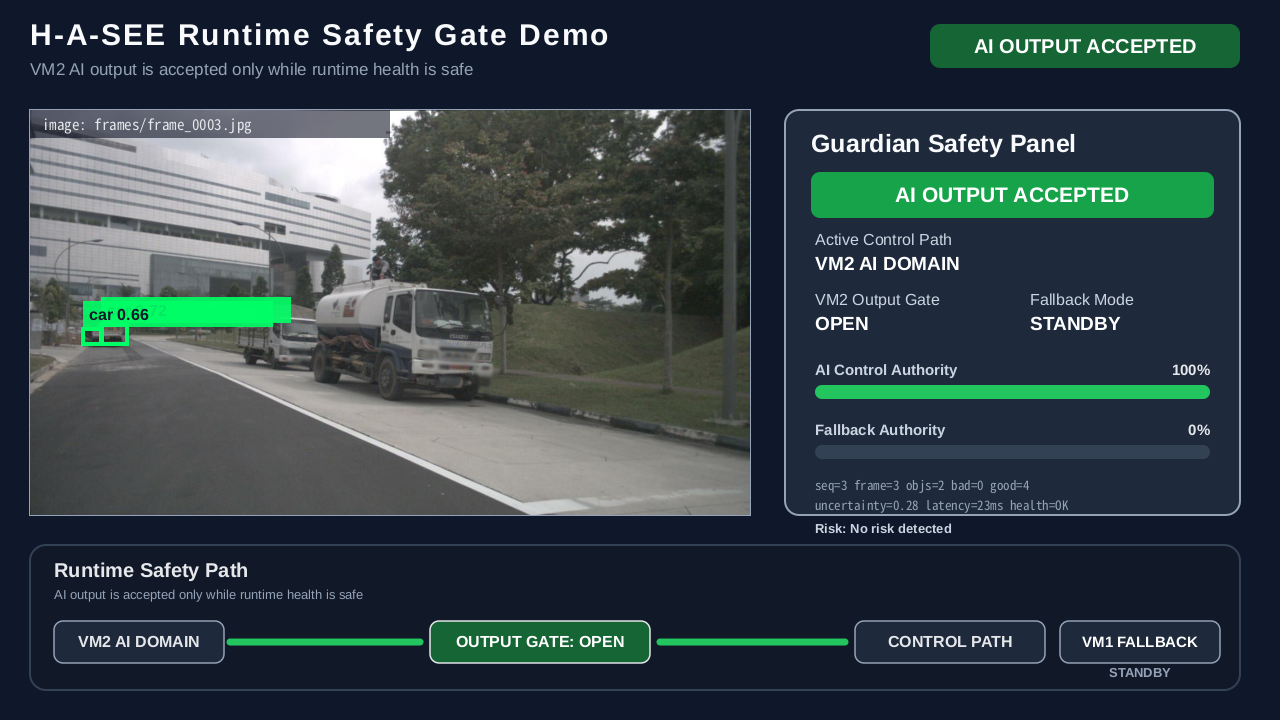 H-A-SEE Runtime Safety Gate Demo
VM2 AI output is accepted only while runtime health is safe
AI OUTPUT ACCEPTED
image: frames/frame_0003.jpg
car 0.66
72
ISUZU
Guardian Safety Panel
AI OUTPUT ACCEPTED
Active Control Path
VM2 AI DOMAIN
VM2 Output Gate
OPEN
Fallback Mode
STANDBY
AI Control Authority 100%
Fallback Authority 0%
seq=3 frame=3 objs=2 bad=0 good=4
uncertainty=0.28 latency=23ms health=OK
Risk: No risk detected
Runtime Safety Path
AI output is accepted only while runtime health is safe
VM2 AI DOMAIN
OUTPUT GATE: OPEN
CONTROL PATH
VM1 FALLBACK
STANDBY